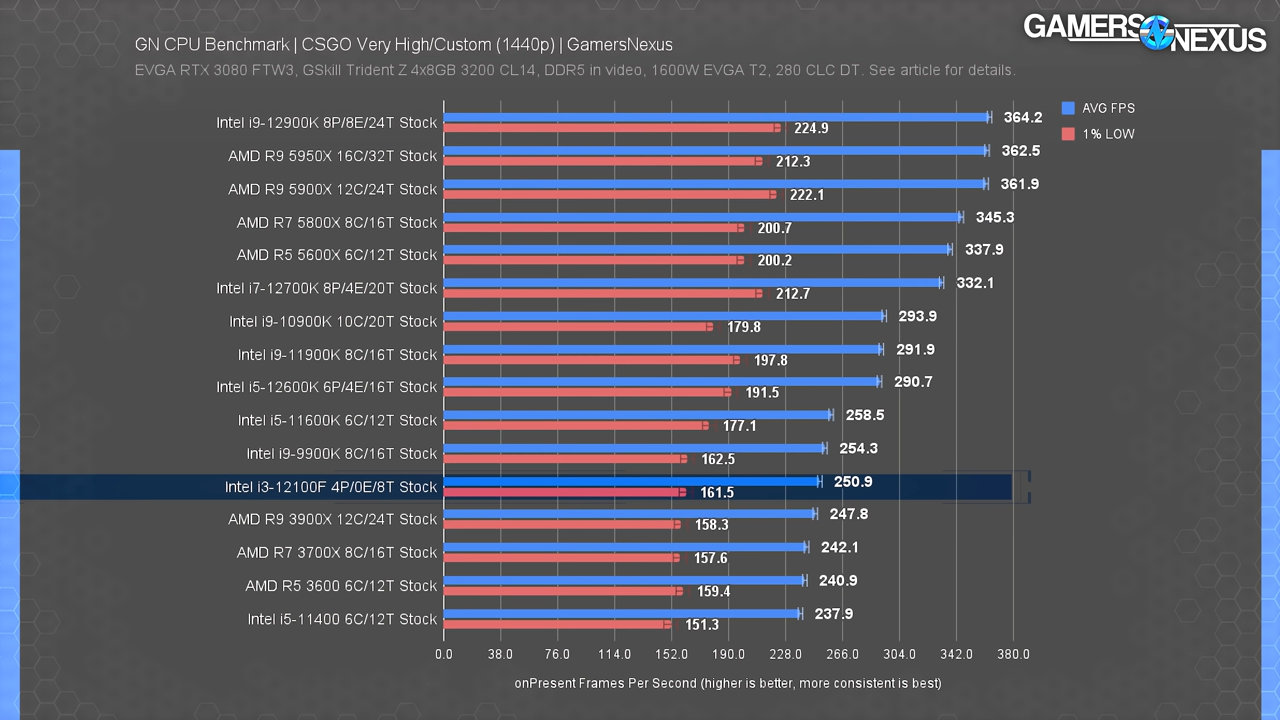 GN CPU Benchmark | CSGO Very High/Custom (1440p) | GamersNexus
GAMERS NEXUS
EVGA RTX 3080 FTW3, GSkill Trident Z 4x8GB 3200 CL14, DDR5 in video, 1600W EVGA T2, 280 CLC DT. See article for details.
AVG FPS
1% LOW
Intel i9-12900K 8P/8E/24T Stock 364.2
224.9
AMD R9 5950X 16C/32T Stock 362.5
212.3
AMD R9 5900X 12C/24T Stock 361.9
222.1
AMD R7 5800X 8C/16T Stock 345.3
200.7
AMD R5 5600X 6C/12T Stock 337.9
200.2
Intel i7-12700K 8P/4E/20T Stock 332.1
212.7
Intel i9-10900K 10C/20T Stock 293.9
179.8
Intel i9-11900K 8C/16T Stock 291.9
197.8
Intel i5-12600K 6P/4E/16T Stock 290.7
191.5
Intel i5-11600K 6C/12T Stock 258.5
177.1
Intel i9-9900K 8C/16T Stock 254.3
162.5
Intel i3-12100F 4P/0E/8T Stock 250.9
161.5
AMD R9 3900X 12C/24T Stock 247.8
158.3
AMD R7 3700X 8C/16T Stock 242.1
157.6
AMD R5 3600 6C/12T Stock 240.9
159.4
Intel i5-11400 6C/12T Stock 237.9
151.3
0.0 38.0 76.0 114.0 152.0 190.0 228.0 266.0 304.0 342.0 380.0
onPresent Frames Per Second (higher is better, more consistent is best)